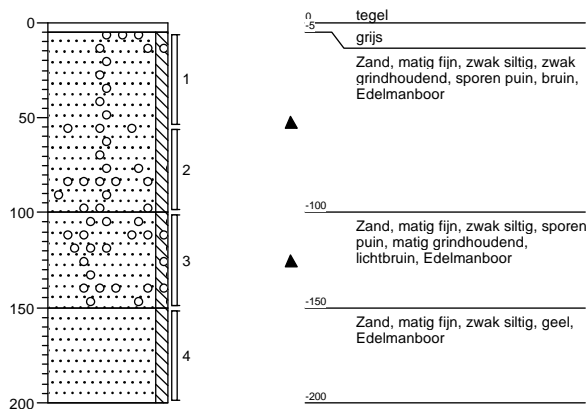 0
50
100
150
200
1
2
3
4
0
tegel
-5
grijs
Zand, matig fijn, zwak siltig, zwak
grindhoudend, sporen puin, bruin,
Edelmanboor
-100
Zand, matig fijn, zwak siltig, sporen
puin, matig grindhoudend,
lichtbruin, Edelmanboor
-150
Zand, matig fijn, zwak siltig, geel,
Edelmanboor
-200